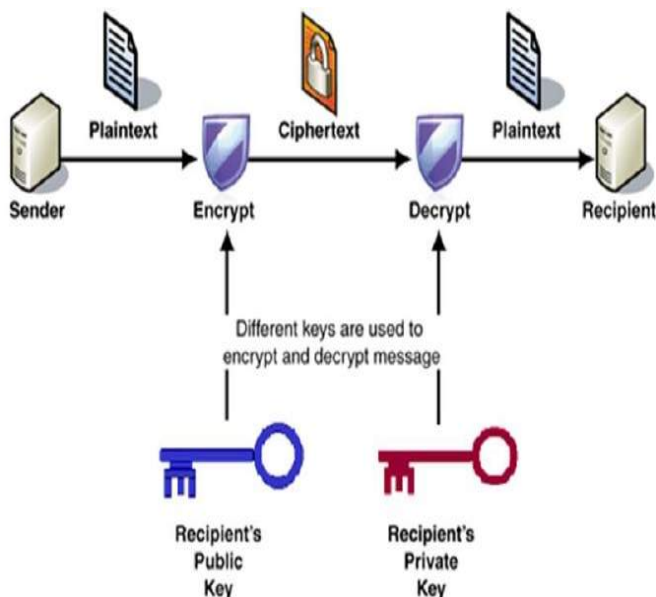 Plaintext
Ciphertext
Plaintext
Sender
Encrypt
Decrypt
Recipient
Different keys are used to
encrypt and decrypt message
Recipient's
Public
Key
Recipient's
Private
Key